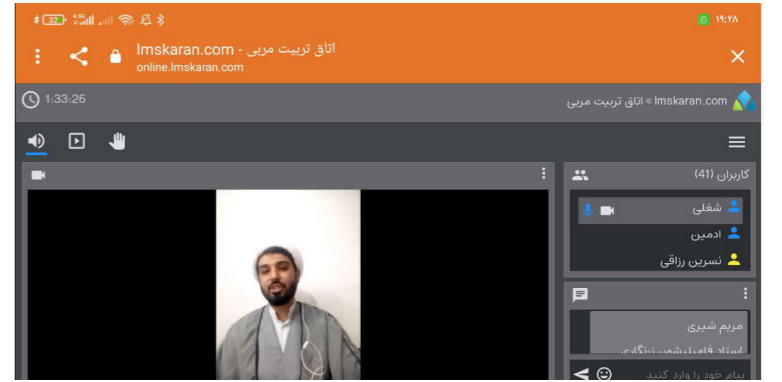 32
۱۹:۲۸
اتاق تربیت مربی - lmskaran.com
online.lmskaran.com
1:33:26
lmskaran.com » اتاق تربیت مربی
کاربران (41)
شغلی
ادمین
نسرین رزاقی
مریم شیری
پیام خود را وارد کنید